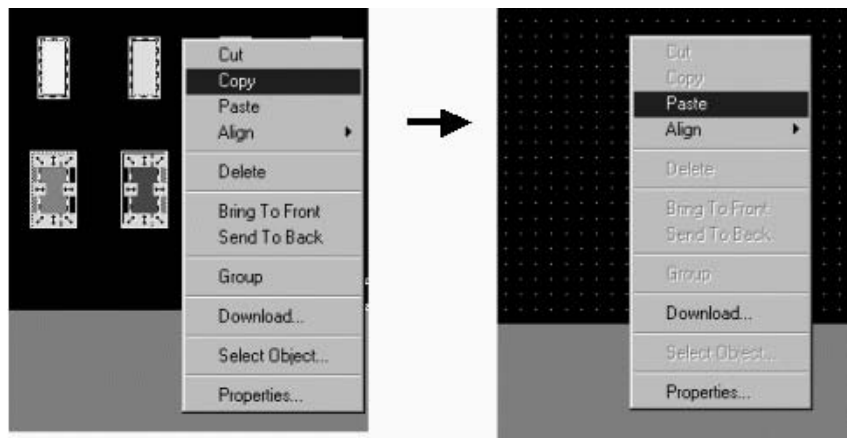 Cut
Copy
Paste
Align
Delete
Bring To Front
Send To Back
Group
Download...
Select Object...
Properties...
Cut
Copy
Paste
Align
Delete
Bring To Front
Send To Back
Group
Download...
Select Object...
Properties...